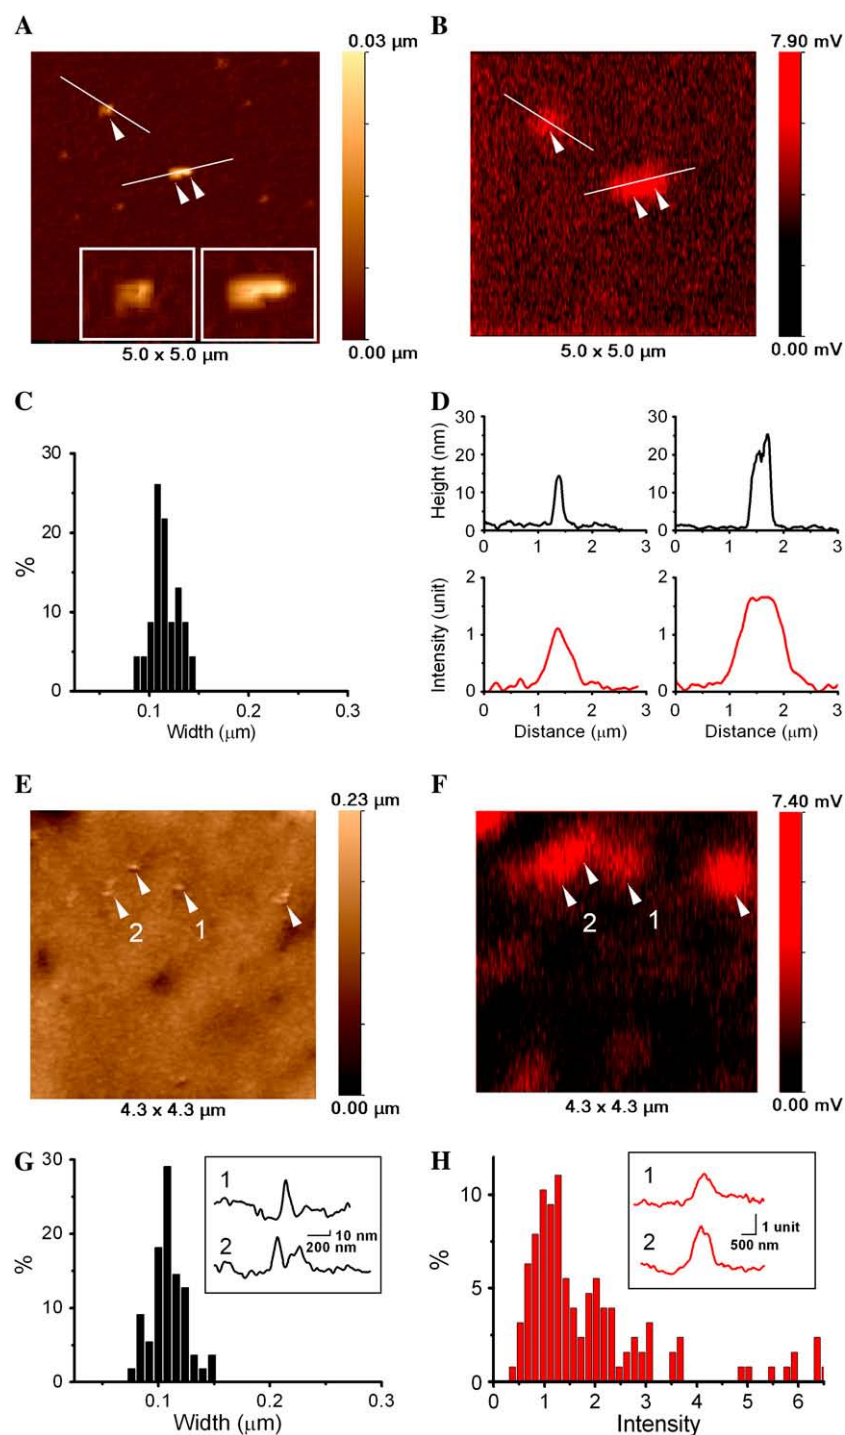 A
0.03 µm
0.00 µm
5.0 x 5.0 µm
B
7.90 mV
0.00 mV
5.0 x 5.0 µm
C
30
20
10
0
%
0.1
0.2
0.3
Width (µm)
D
Height (nm)
30
20
10
0
0 1 2 3
30
20
10
0
0 1 2 3
Intensity (unit)
2
1
0
0 1 2 3
Distance (µm)
2
1
0
0 1 2 3
Distance (µm)
E
0.23 µm
2
1
0.00 µm
4.3 x 4.3 µm
F
7.40 mV
2
1
0.00 mV
4.3 x 4.3 µm
G
30
20
10
0
%
1
2
10 nm
200 nm
0.1
0.2
0.3
Width (µm)
H
10
5
0
%
1
2
1 unit
500 nm
0 1 2 3 4 5 6
Intensity